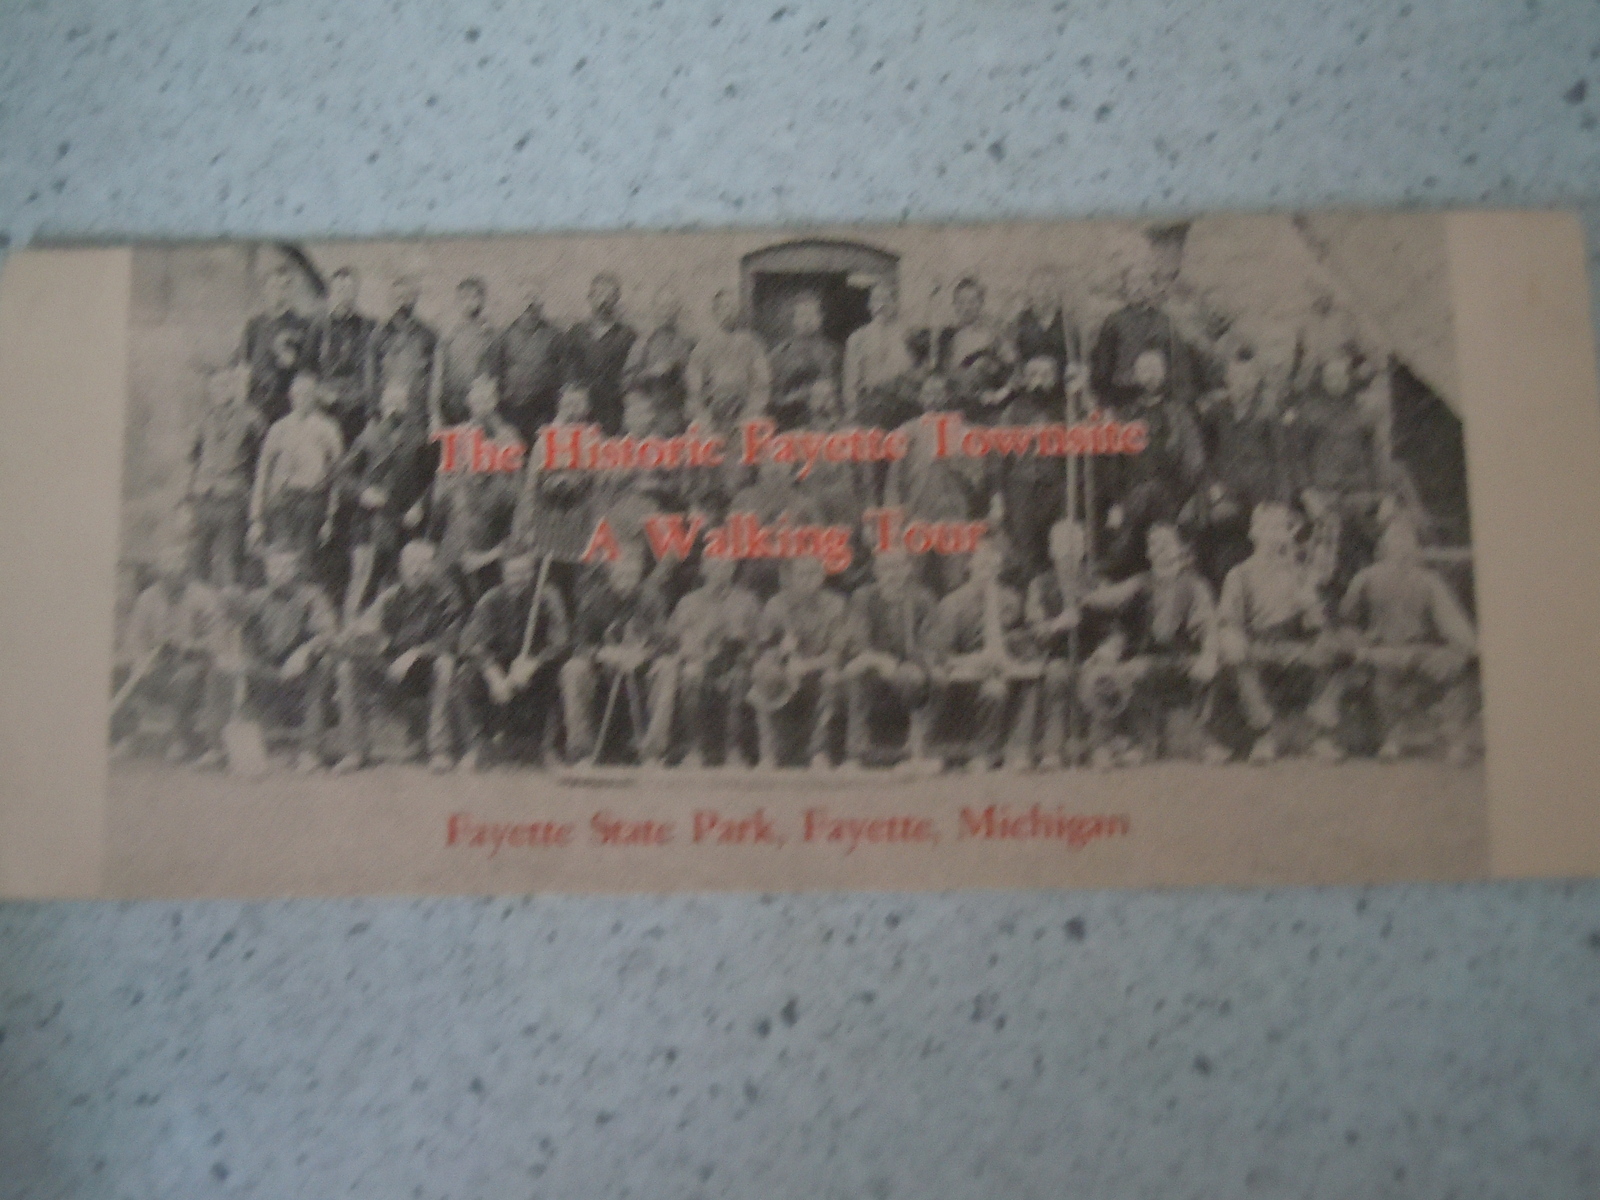 The Historic Fayette Townsite
A Walking Tour
Fayette State Park, Fayette, Michigan